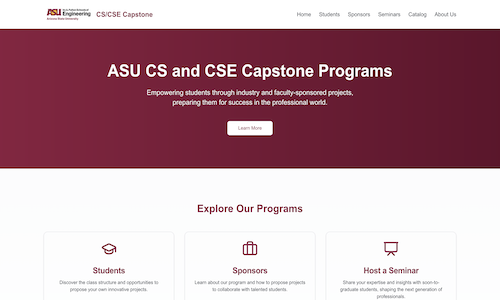 ASU Engineering
Arizona State University
CS/CSE Capstone
Home Students Sponsors Seminars Catalog About Us
ASU CS and CSE Capstone Programs
Empowering students through industry and faculty-sponsored projects,
preparing them for success in the professional world.
Learn More
Explore Our Programs
Students
Discover the class structure and opportunities to
propose your own innovative projects.
Sponsors
Learn about our program and how to propose projects
to collaborate with talented students.
Host a Seminar
Share your expertise and insights with soon-to-
graduate students, shaping the next generation of
professionals.